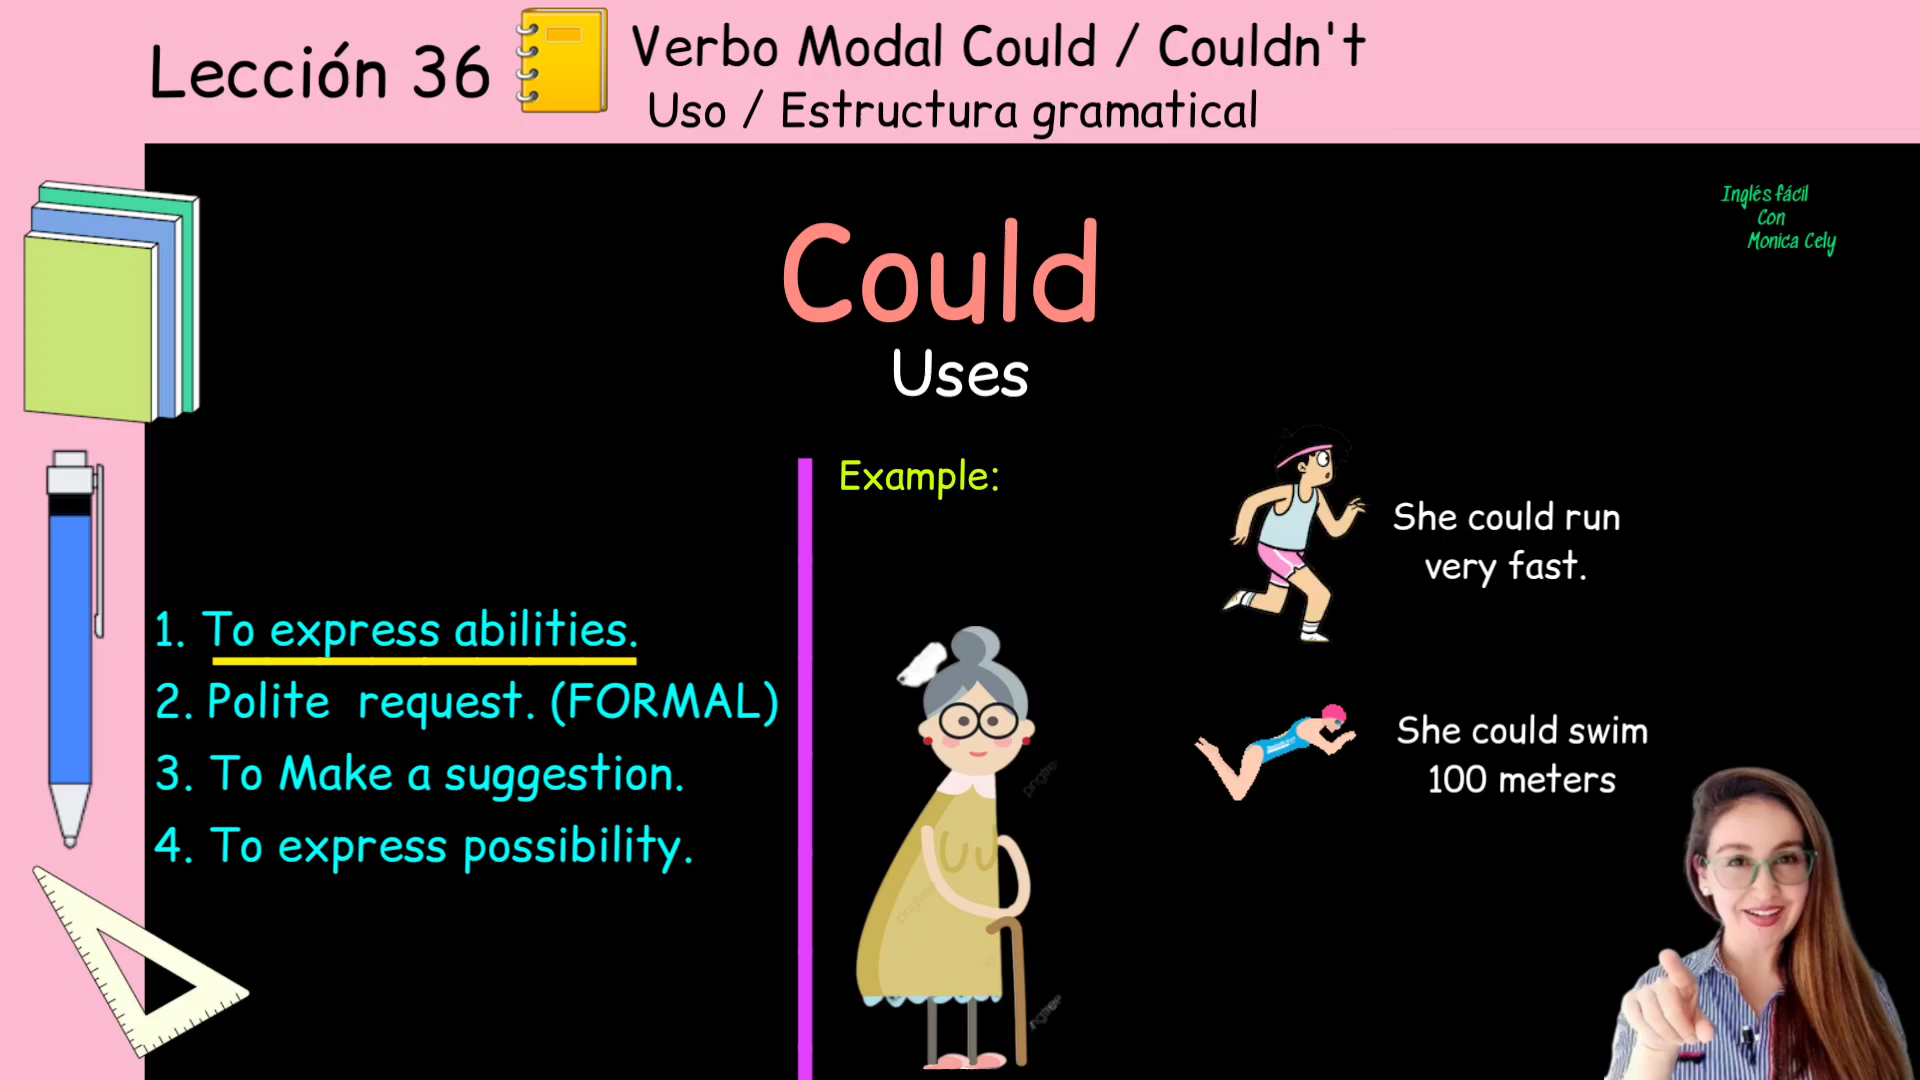 Lección 36
Verbo Modal Could / Couldn't
Uso / Estructura gramatical
Inglés fácil
Con
Monica Cely
Could
Uses
1. To express abilities.
2. Polite request. (FORMAL)
3. To Make a suggestion.
4. To express possibility.
Example:
She could run
very fast.
She could swim
100 meters
pngtree